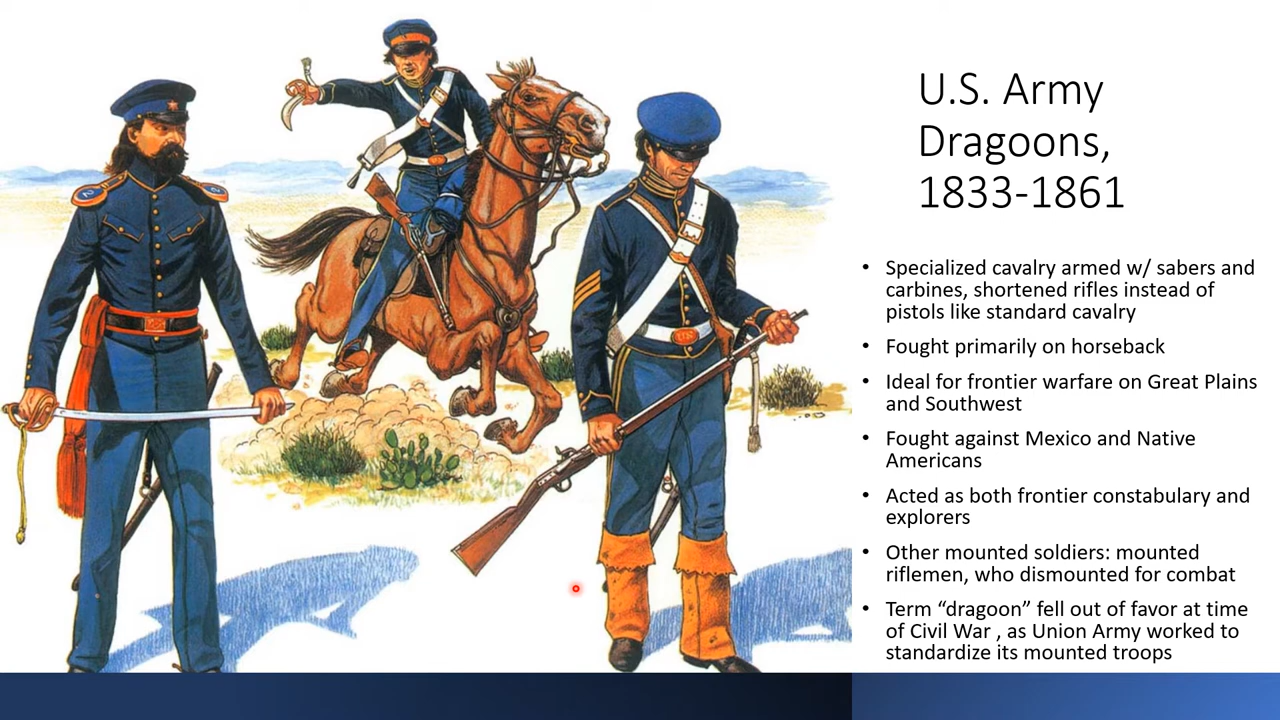 U.S. Army
Dragoons,
1833-1861
• Specialized cavalry armed w/ sabers and
carbines, shortened rifles instead of
pistols like standard cavalry
• Fought primarily on horseback
• Ideal for frontier warfare on Great Plains
and Southwest
• Fought against Mexico and Native
Americans
• Acted as both frontier constabulary and
explorers
• Other mounted soldiers: mounted
riflemen, who dismounted for combat
• Term “dragoon” fell out of favor at time
of Civil War , as Union Army worked to
standardize its mounted troops
2
2